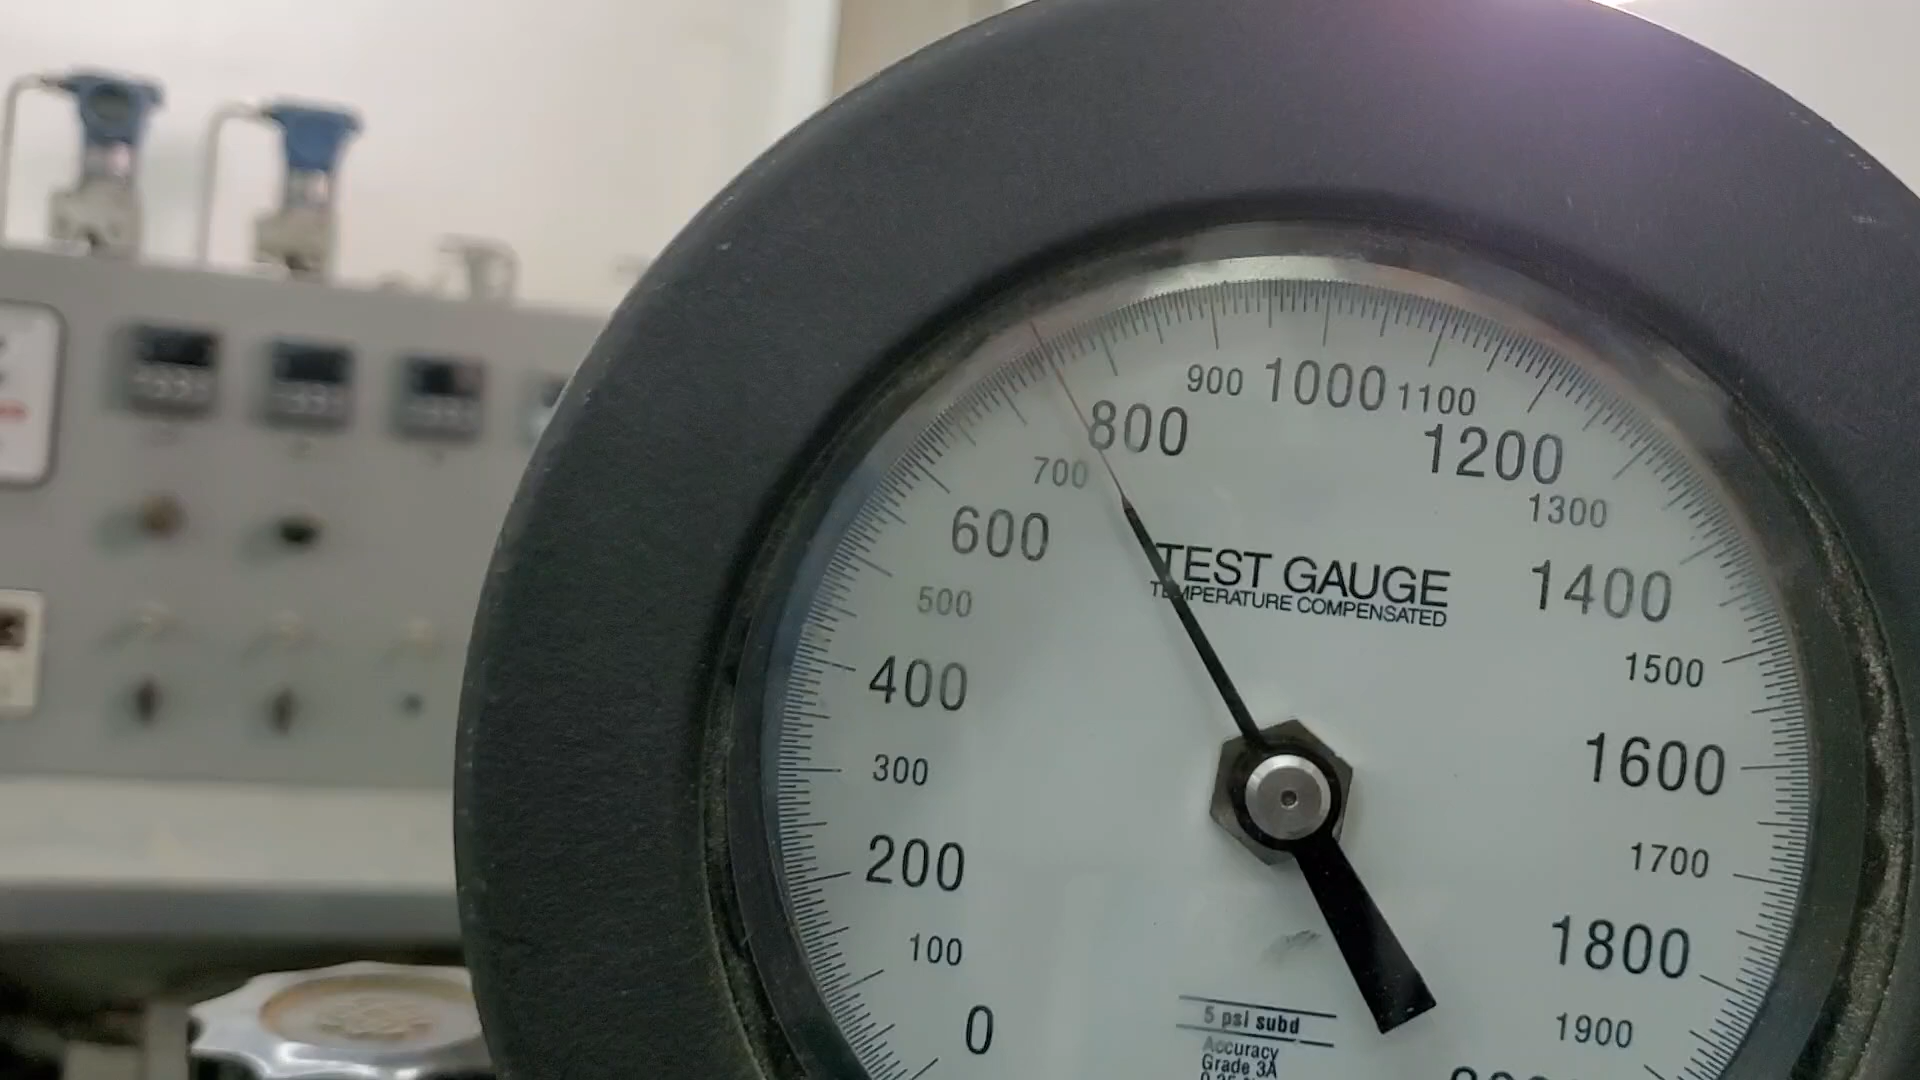 900 1000 1100
800 1200
700 1300
600 1400
500 1500
400 1600
300 1700
200 1800
100 1900
0
TEST GAUGE
TEMPERATURE COMPENSATED
5 psi subd
Accuracy
Grade 3A